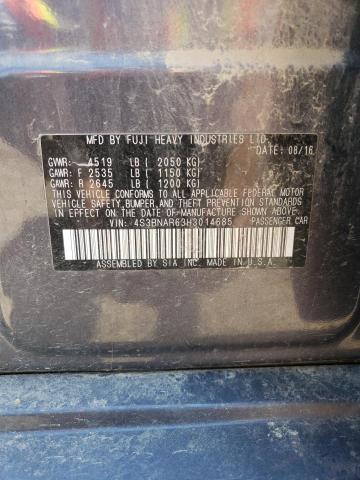 MFD BY FUJI HEAVY INDUSTRIES LTD.
DATE: 08/16
GVWR: 4519 LB ( 2050 KG)
GAWR: F 2535 LB ( 1150 KG)
GAWR: R 2645 LB ( 1200 KG)
THIS VEHICLE CONFORMS TO ALL APPLICABLE FEDERAL MOTOR
VEHICLE SAFETY, BUMPER, AND THEFT PREVENTION STANDARDS
IN EFFECT ON THE DATE OF MANUFACTURE SHOWN ABOVE.
VIN: 4S3BNAR63H3014685 PASSENGER CAR
ASSEMBLED BY SIA INC. MADE IN U.S.A.